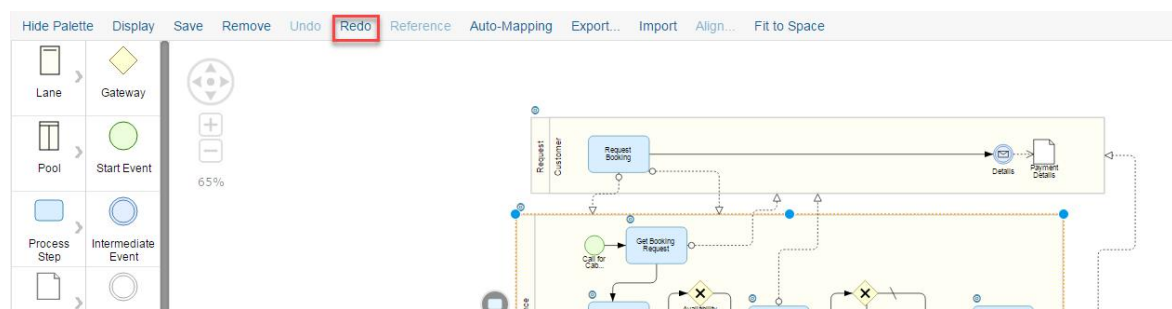 Hide Palette Display Save Remove Undo Redo Reference Auto-Mapping Export... Import Align... Fit to Space
Lane Gateway
Pool Start Event
65%
Process Step
Intermediate Event
Request
Customer
Request
Booking
Details
Payment
Details
Get Booking
Request
Call for
Cab...
Availability